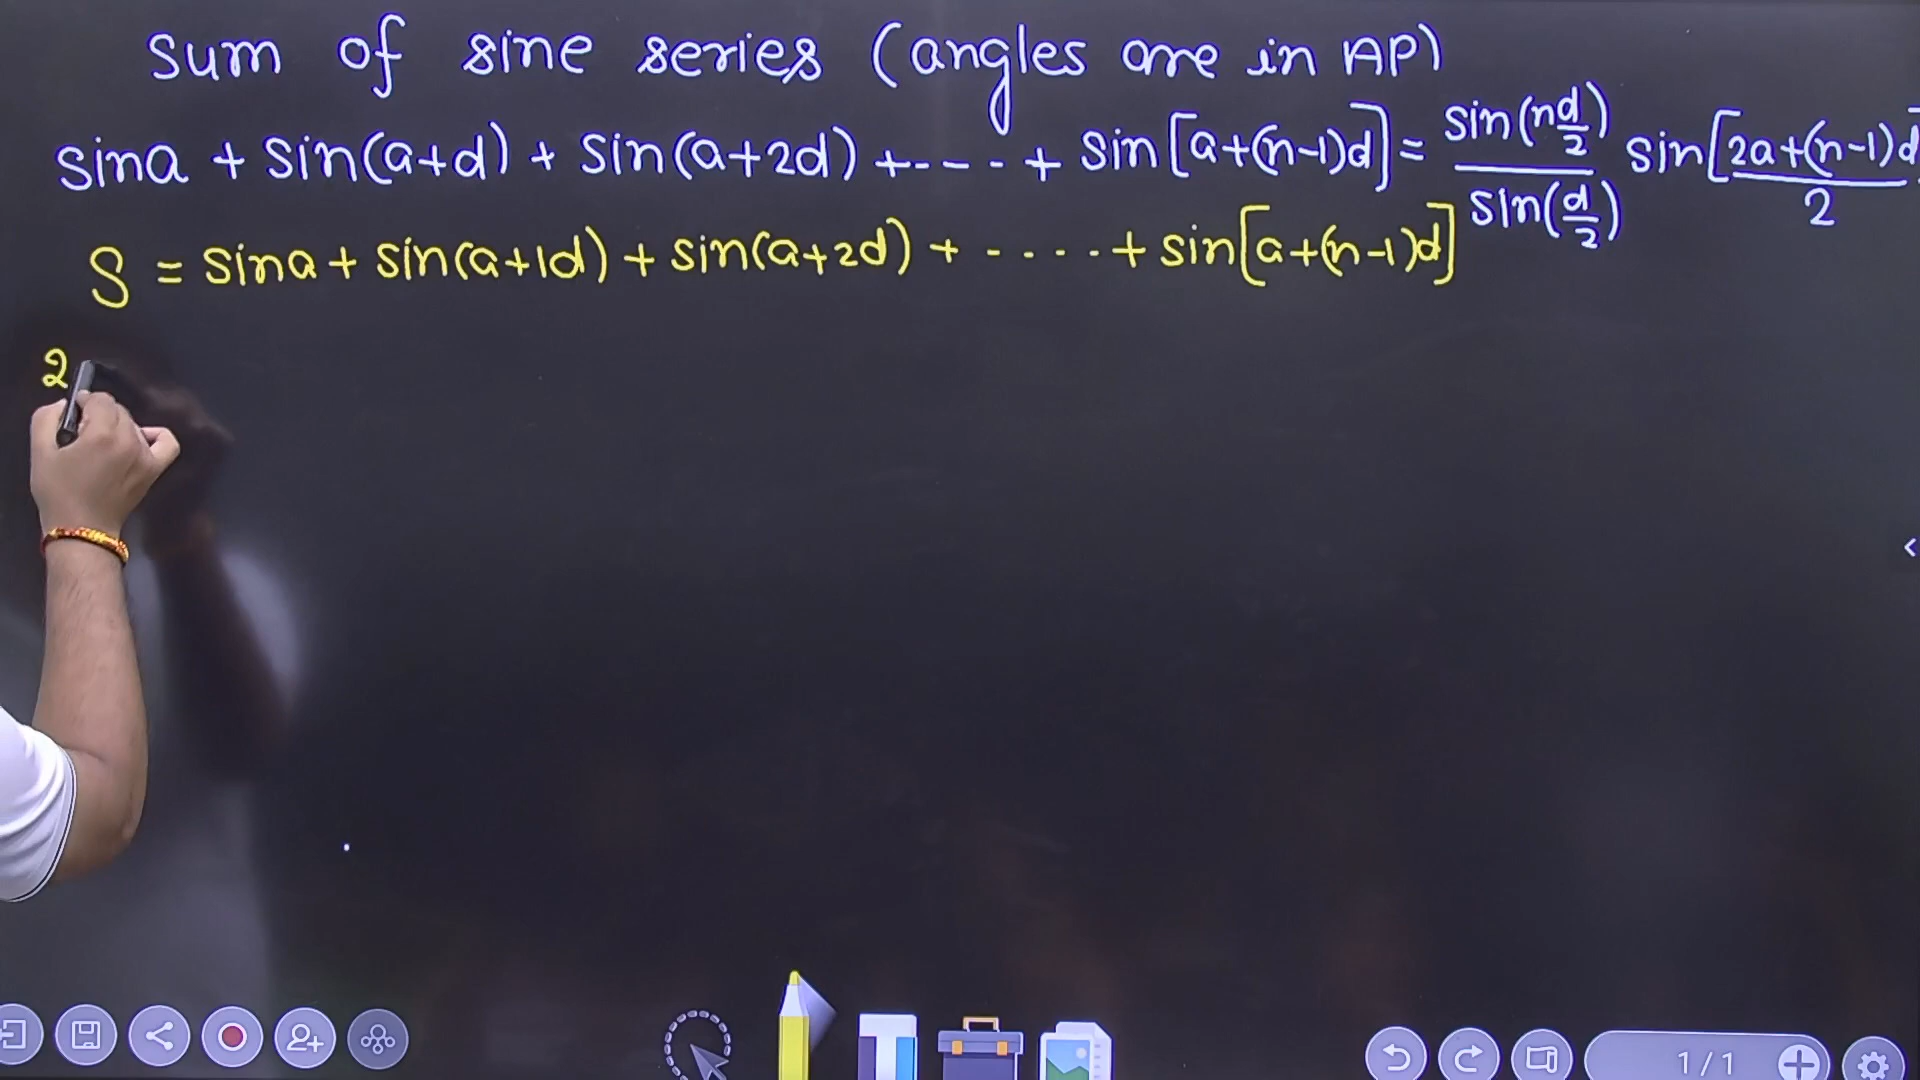 Sum of sine series (angles are in AP)
sina + sin(a+d) + sin(a+2d) +---- + sin[a+(n-1)d] = sin(nd/2)/sin(d/2) sin[2a+(n-1)d/2
S = sina + sin(a+1d) + sin(a+2d) + ····· + sin[a+(n-1)d]
2
1/1